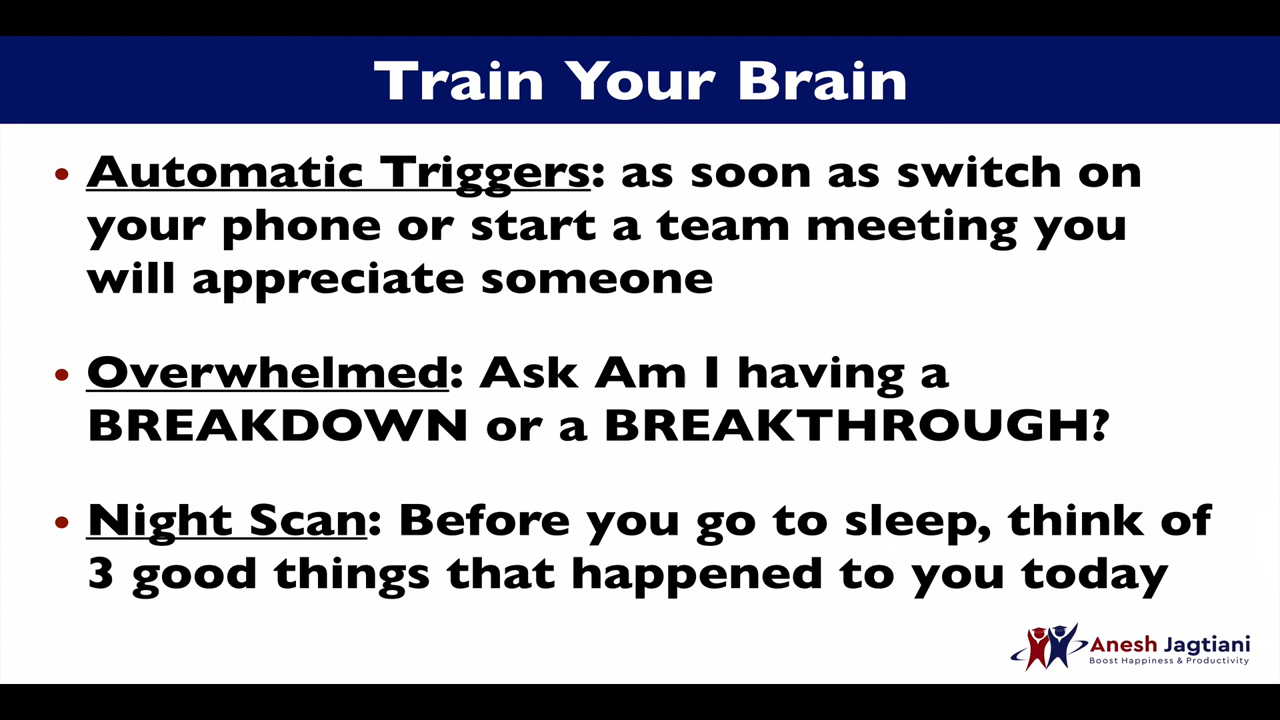 Train Your Brain
• Automatic Triggers: as soon as switch on
your phone or start a team meeting you
will appreciate someone
• Overwhelmed: Ask Am I having a
BREAKDOWN or a BREAKTHROUGH?
• Night Scan: Before you go to sleep, think of
3 good things that happened to you today
Anesh Jagtiani
Boost Happiness & Productivity